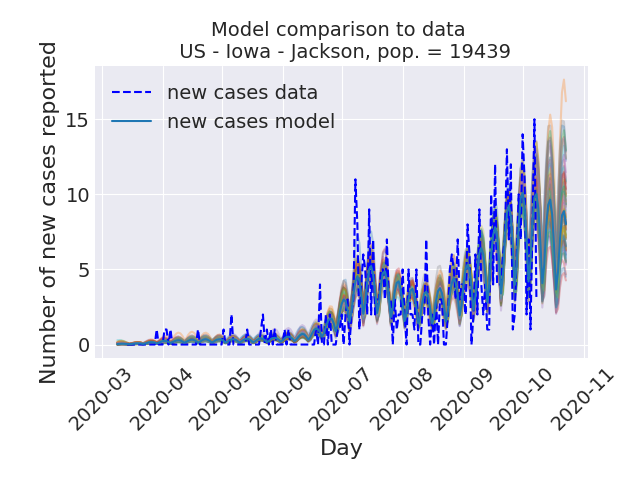 Model comparison to data
US - Iowa - Jackson, pop. = 19439
new cases data
new cases model
Number of new cases reported
15
10
5
0
2020-03
2020-04
2020-05
2020-06
2020-07
2020-08
2020-09
2020-10
2020-11
Day